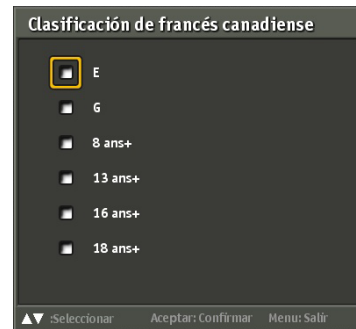 Clasificación de francés canadiense
E
G
8 ans+
13 ans+
16 ans+
18 ans+
▲▼ :Seleccionar Aceptar: Confirmar Menu: Salir